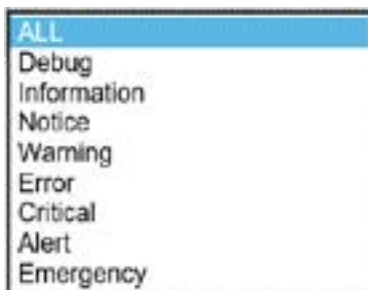 ALL
Debug
Information
Notice
Warning
Error
Critical
Alert
Emergency